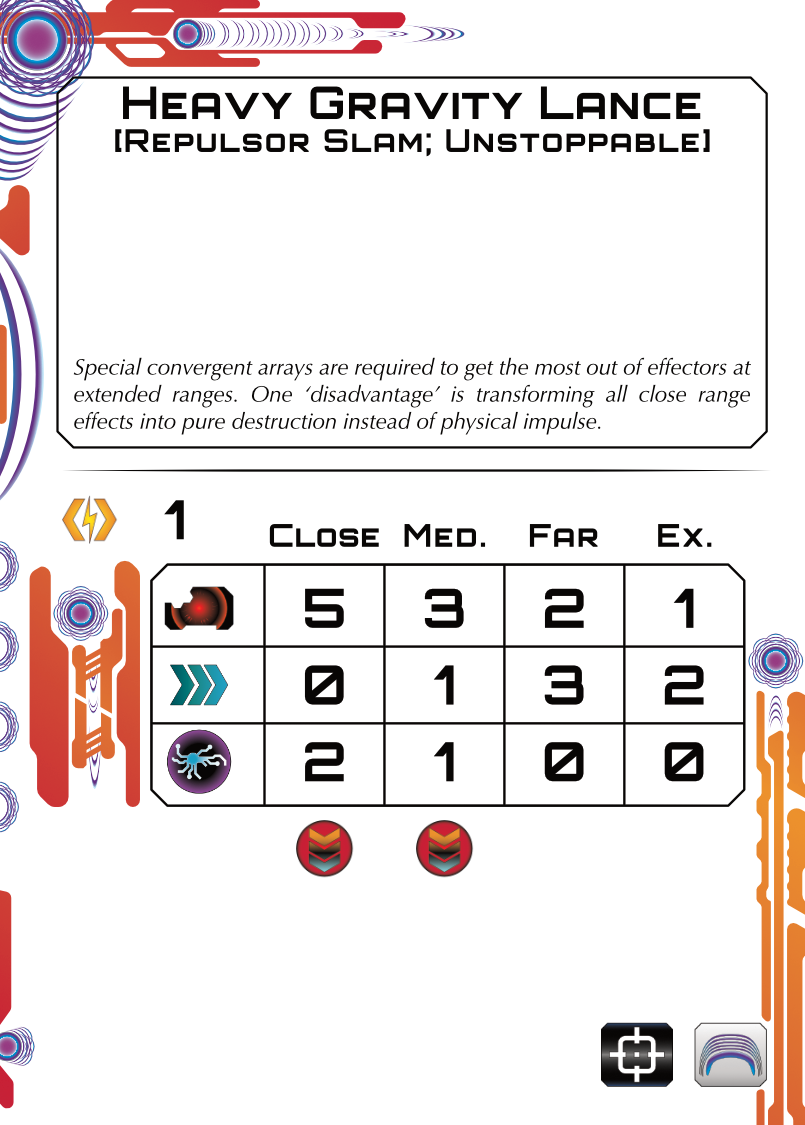 Heavy Gravity Lance
[Repulsor Slam; Unstoppable]
Special convergent arrays are required to get the most out of effectors at
extended ranges. One ‘disadvantage’ is transforming all close range
effects into pure destruction instead of physical impulse.
1
Close Med. Far Ex.
5 3 2 1
0 1 3 2
2 1 0 0